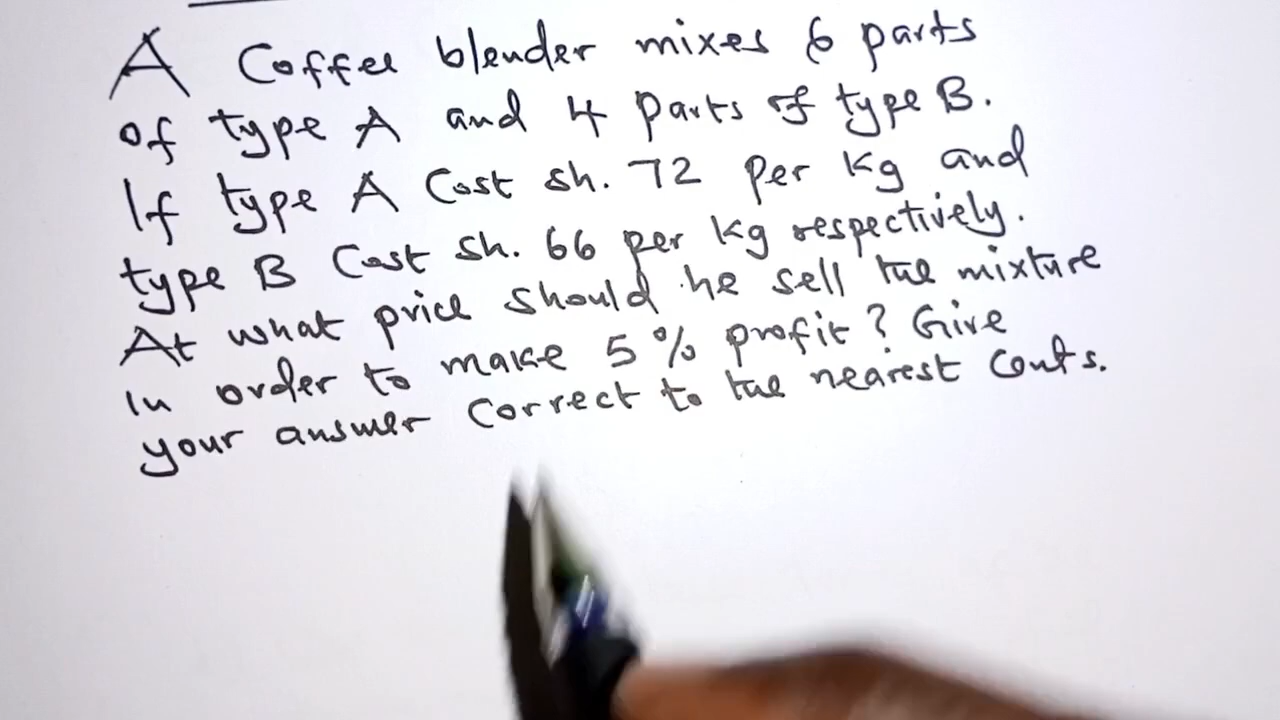 A Coffee blender mixes 6 parts
of type A and 4 parts of type B.
If type A Cost sh. 72 per kg and
type B Cost sh. 66 per kg respectively.
At what price should he sell the mixture
in order to make 5% profit? Give
your answer correct to the nearest Cents.